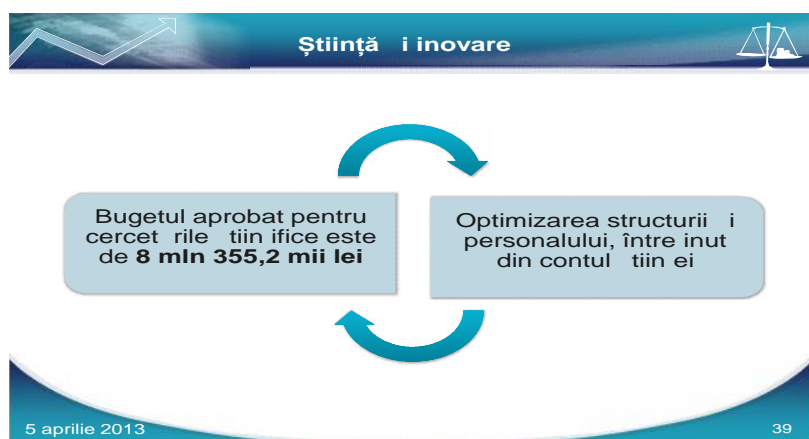 Știință i inovare
Bugetul aprobat pentru
cercet rile tiin ifice este
de 8 mln 355,2 mii lei
Optimizarea structurii i
personalului, între inut
din contul tiin ei
5 aprilie 2013
39